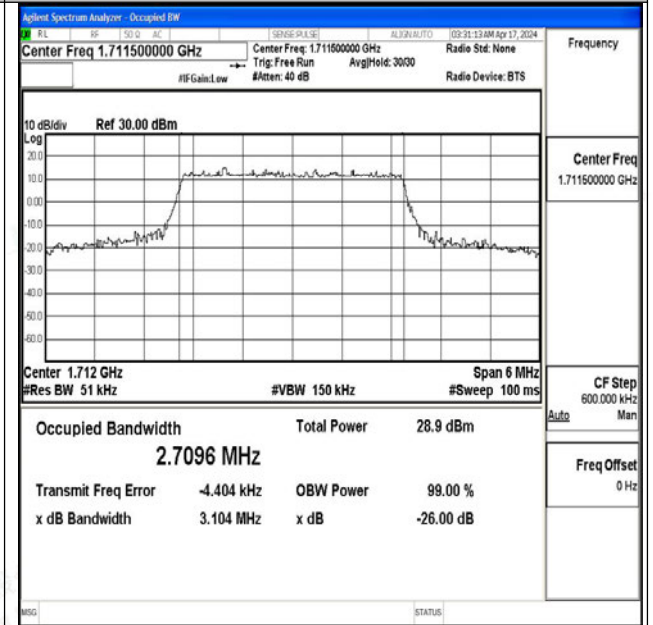 Agilent Spectrum Analyzer - Occupied BW
RL RF 50 Ω AC SENSE:PULSE ALIGN AUTO 03:31:13 AM Apr 17, 2024
Center Freq 1.711500000 GHz
Center Freq: 1.711500000 GHz
Radio Std: None
Trig: Free Run Avg|Hold: 30/30
#IFGain:Low #Atten: 40 dB
Radio Device: BTS
Frequency
10 dB/div Ref 30.00 dBm
Log
20.0
10.0
0.00
-10.0
-20.0
-30.0
-40.0
-50.0
-60.0
Center 1.712 GHz Span 6 MHz
#Res BW 51 kHz #VBW 150 kHz #Sweep 100 ms
Occupied Bandwidth Total Power 28.9 dBm
2.7096 MHz
Transmit Freq Error -4.404 kHz OBW Power 99.00 %
x dB Bandwidth 3.104 MHz x dB -26.00 dB
Center Freq
1.711500000 GHz
CF Step
600.000 kHz
Auto Man
Freq Offset
0 Hz
MSG STATUS